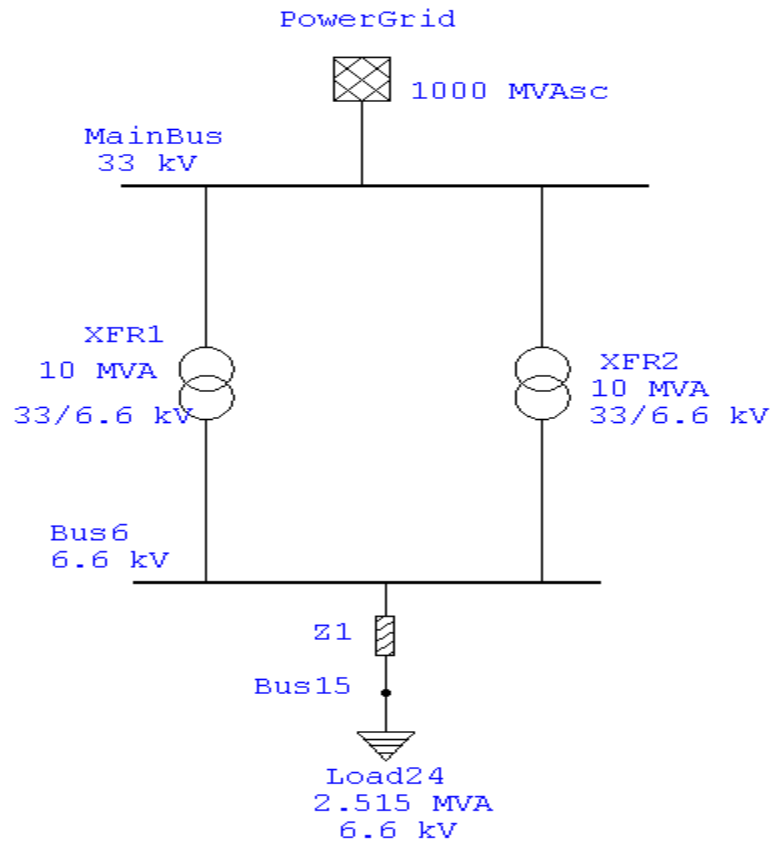 PowerGrid
1000 MVAsc
MainBus
33 kV
XFR1
10 MVA
33/6.6 kV
XFR2
10 MVA
33/6.6 kV
Bus6
6.6 kV
Z1
Bus15
Load24
2.515 MVA
6.6 kV